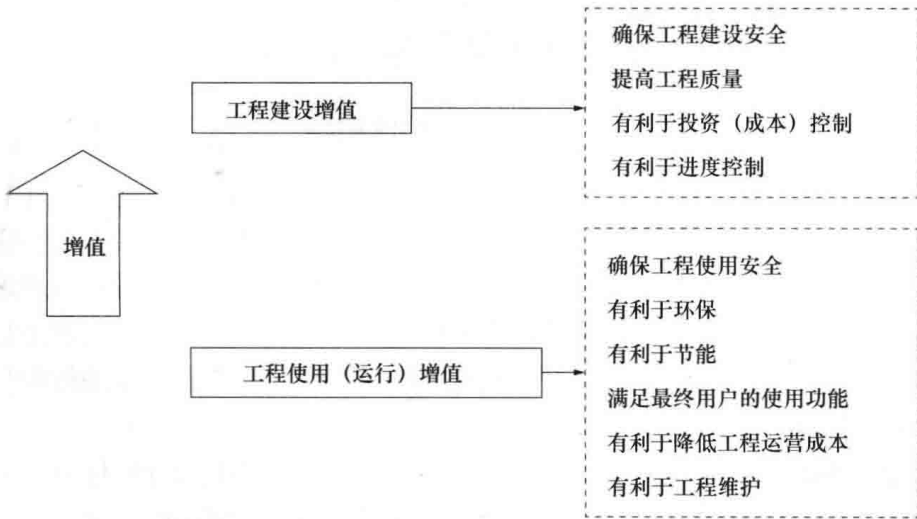 确保工程建设安全
提高工程质量
工程建设增值
有利于投资（成本）控制
有利于进度控制
增值
确保工程使用安全
有利于环保
有利于节能
工程使用（运行）增值
满足最终用户的使用功能
有利于降低工程运营成本
有利于工程维护